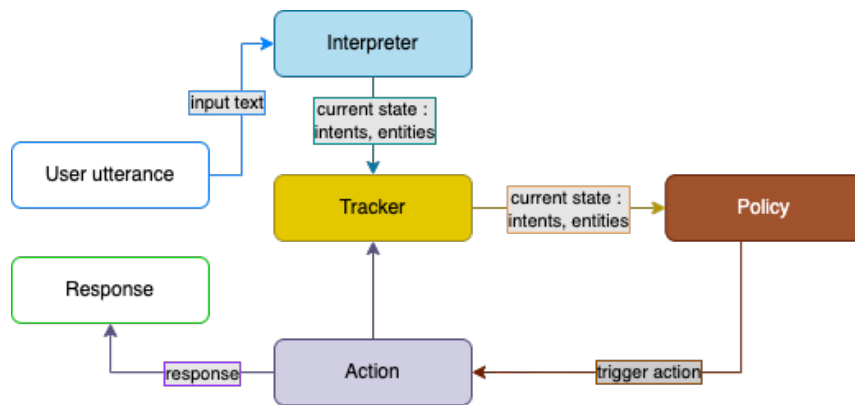 Interpreter
input text
current state :
intents, entities
User utterance
Tracker
current state :
intents, entities
Policy
Response
response
Action
trigger action